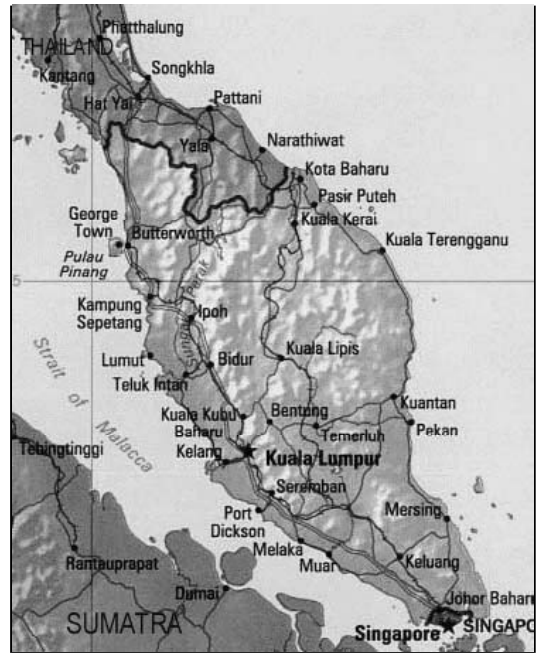 Phatthalung
THAILAND
Kantang
Songkhla
Hat Yai
Pattani
Yala
Narathiwat
Kota Baharu
Pasir Puteh
Kuala Kerai
George
Town
Butterworth
Kuala Terengganu
Pulau
Pinang
5
Sungai Perak
Kampung
Sepetang
Ipoh
Strait of Malacca
Lumut
Bidur
Kuala Lipis
Teluk Intan
Kuantan
Kuala Kubu
Baharu
Bentung
Temerluh
Pekan
Tebingtinggi
Kelang
Kuala Lumpur
Seremban
Port
Dickson
Mersing
Melaka
Muar
Keluang
Rantauprapat
Dumai
Johor Baharu
SUMATRA
Singapore
SINGAPO